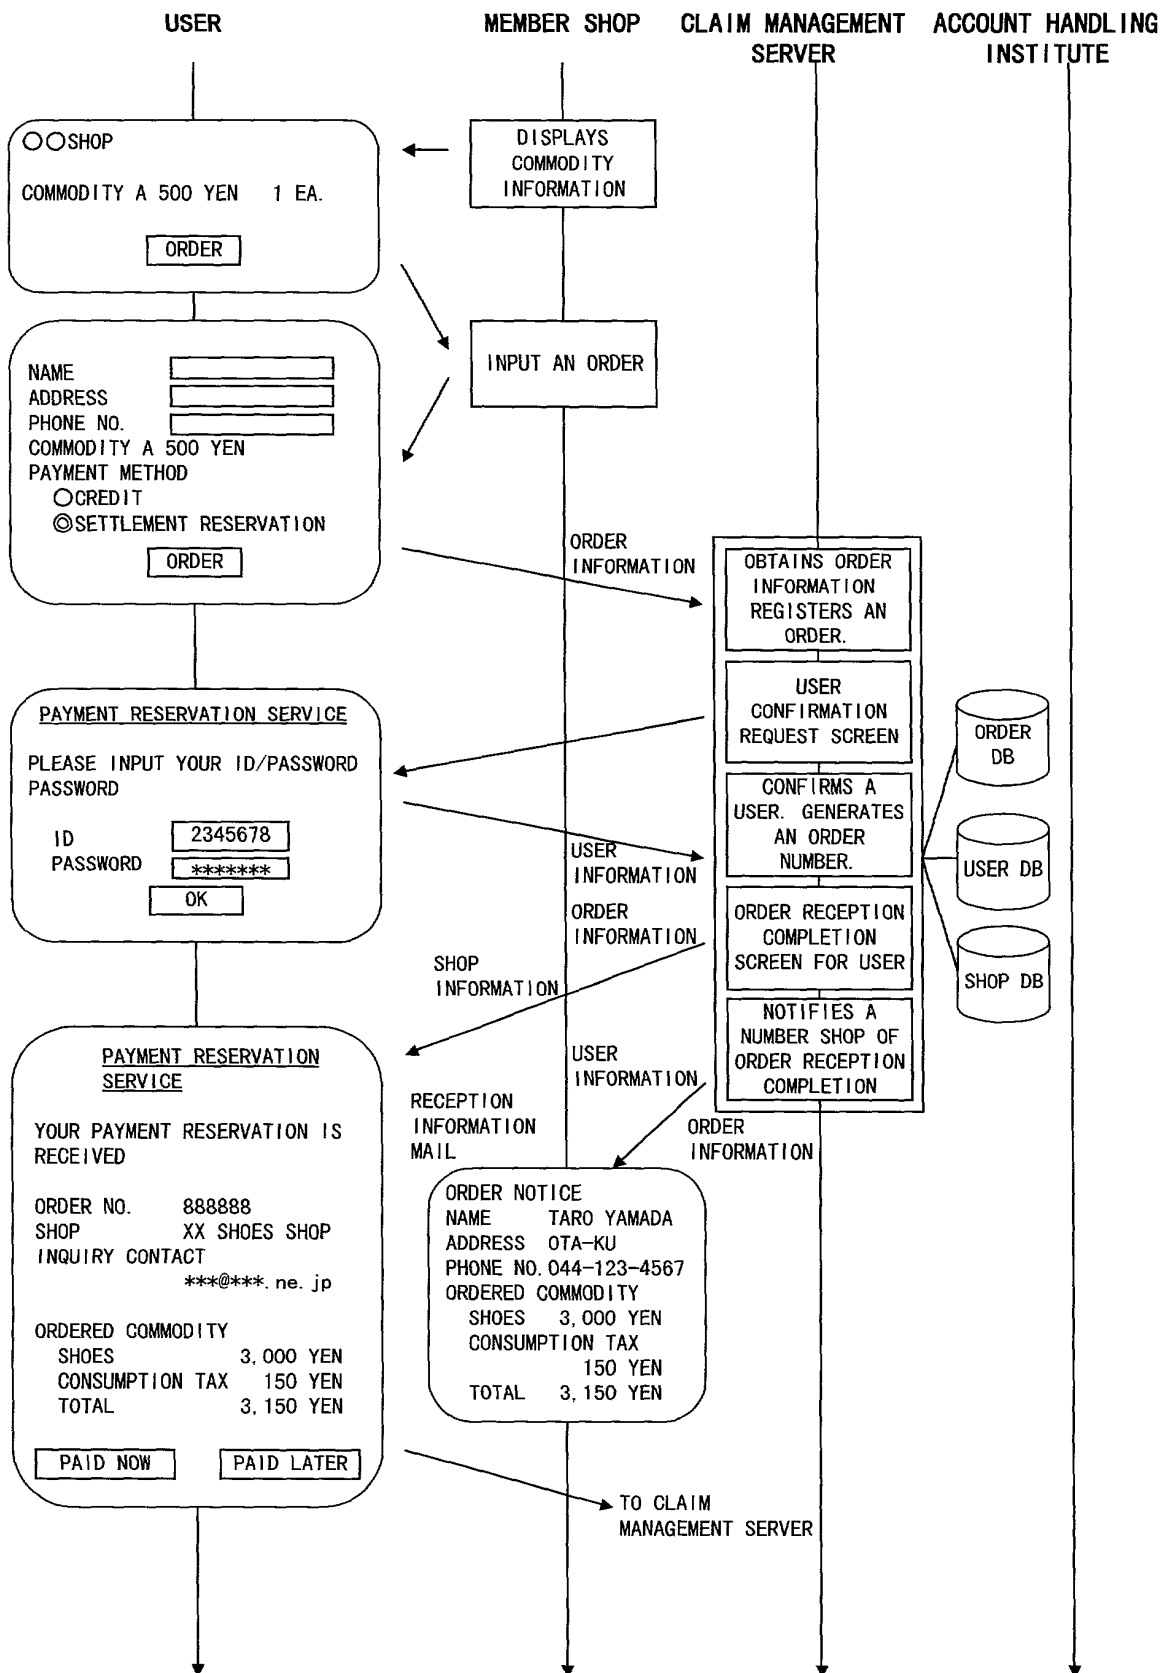 USER
MEMBER SHOP
CLAIM MANAGEMENT
SERVER
ACCOUNT HANDLING
INSTITUTE
○○SHOP
COMMODITY A 500 YEN 1 EA.
ORDER
DISPLAYS
COMMODITY
INFORMATION
NAME
ADDRESS
PHONE NO.
COMMODITY A 500 YEN
PAYMENT METHOD
○CREDIT
◎SETTLEMENT RESERVATION
ORDER
INPUT AN ORDER
ORDER
INFORMATION
OBTAINS ORDER
INFORMATION
REGISTERS AN
ORDER.
USER
CONFIRMATION
REQUEST SCREEN
CONFIRMS A
USER. GENERATES
AN ORDER
NUMBER.
ORDER RECEPTION
COMPLETION
SCREEN FOR USER
NOTIFIES A
NUMBER SHOP OF
ORDER RECEPTION
COMPLETION
ORDER
DB
USER DB
SHOP DB
PAYMENT RESERVATION SERVICE
PLEASE INPUT YOUR ID/PASSWORD
PASSWORD
ID 2345678
PASSWORD *******
OK
USER
INFORMATION
ORDER
INFORMATION
SHOP
INFORMATION
USER
INFORMATION
RECEPTION
INFORMATION
MAIL
ORDER
INFORMATION
PAYMENT RESERVATION
SERVICE
YOUR PAYMENT RESERVATION IS
RECEIVED
ORDER NO. 888888
SHOP XX SHOES SHOP
INQUIRY CONTACT
***@***.ne.jp
ORDERED COMMODITY
SHOES 3,000 YEN
CONSUMPTION TAX 150 YEN
TOTAL 3,150 YEN
PAID NOW
PAID LATER
ORDER NOTICE
NAME TARO YAMADA
ADDRESS OTA-KU
PHONE NO.044-123-4567
ORDERED COMMODITY
SHOES 3,000 YEN
CONSUMPTION TAX
150 YEN
TOTAL 3,150 YEN
TO CLAIM
MANAGEMENT SERVER